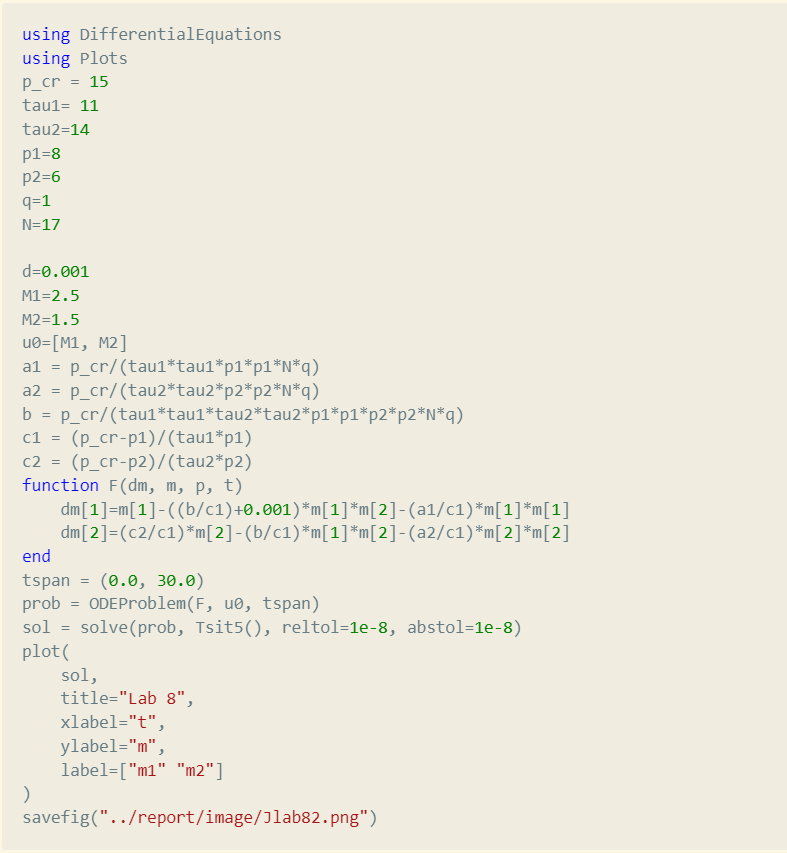 using DifferentialEquations
using Plots
p_cr = 15
tau1= 11
tau2=14
p1=8
p2=6
q=1
N=17

d=0.001
M1=2.5
M2=1.5
u0=[M1, M2]
a1 = p_cr/(tau1*tau1*p1*p1*N*q)
a2 = p_cr/(tau2*tau2*p2*p2*N*q)
b = p_cr/(tau1*tau1*tau2*tau2*p1*p1*p2*p2*N*q)
c1 = (p_cr-p1)/(tau1*p1)
c2 = (p_cr-p2)/(tau2*p2)
function F(dm, m, p, t)
    dm[1]=m[1]-((b/c1)+0.001)*m[1]*m[2]-(a1/c1)*m[1]*m[1]
    dm[2]=(c2/c1)*m[2]-(b/c1)*m[1]*m[2]-(a2/c1)*m[2]*m[2]
end
tspan = (0.0, 30.0)
prob = ODEProblem(F, u0, tspan)
sol = solve(prob, Tsit5(), reltol=1e-8, abstol=1e-8)
plot(
    sol,
    title="Lab 8",
    xlabel="t",
    ylabel="m",
    label=["m1" "m2"]
)
savefig("../report/image/Jlab82.png")